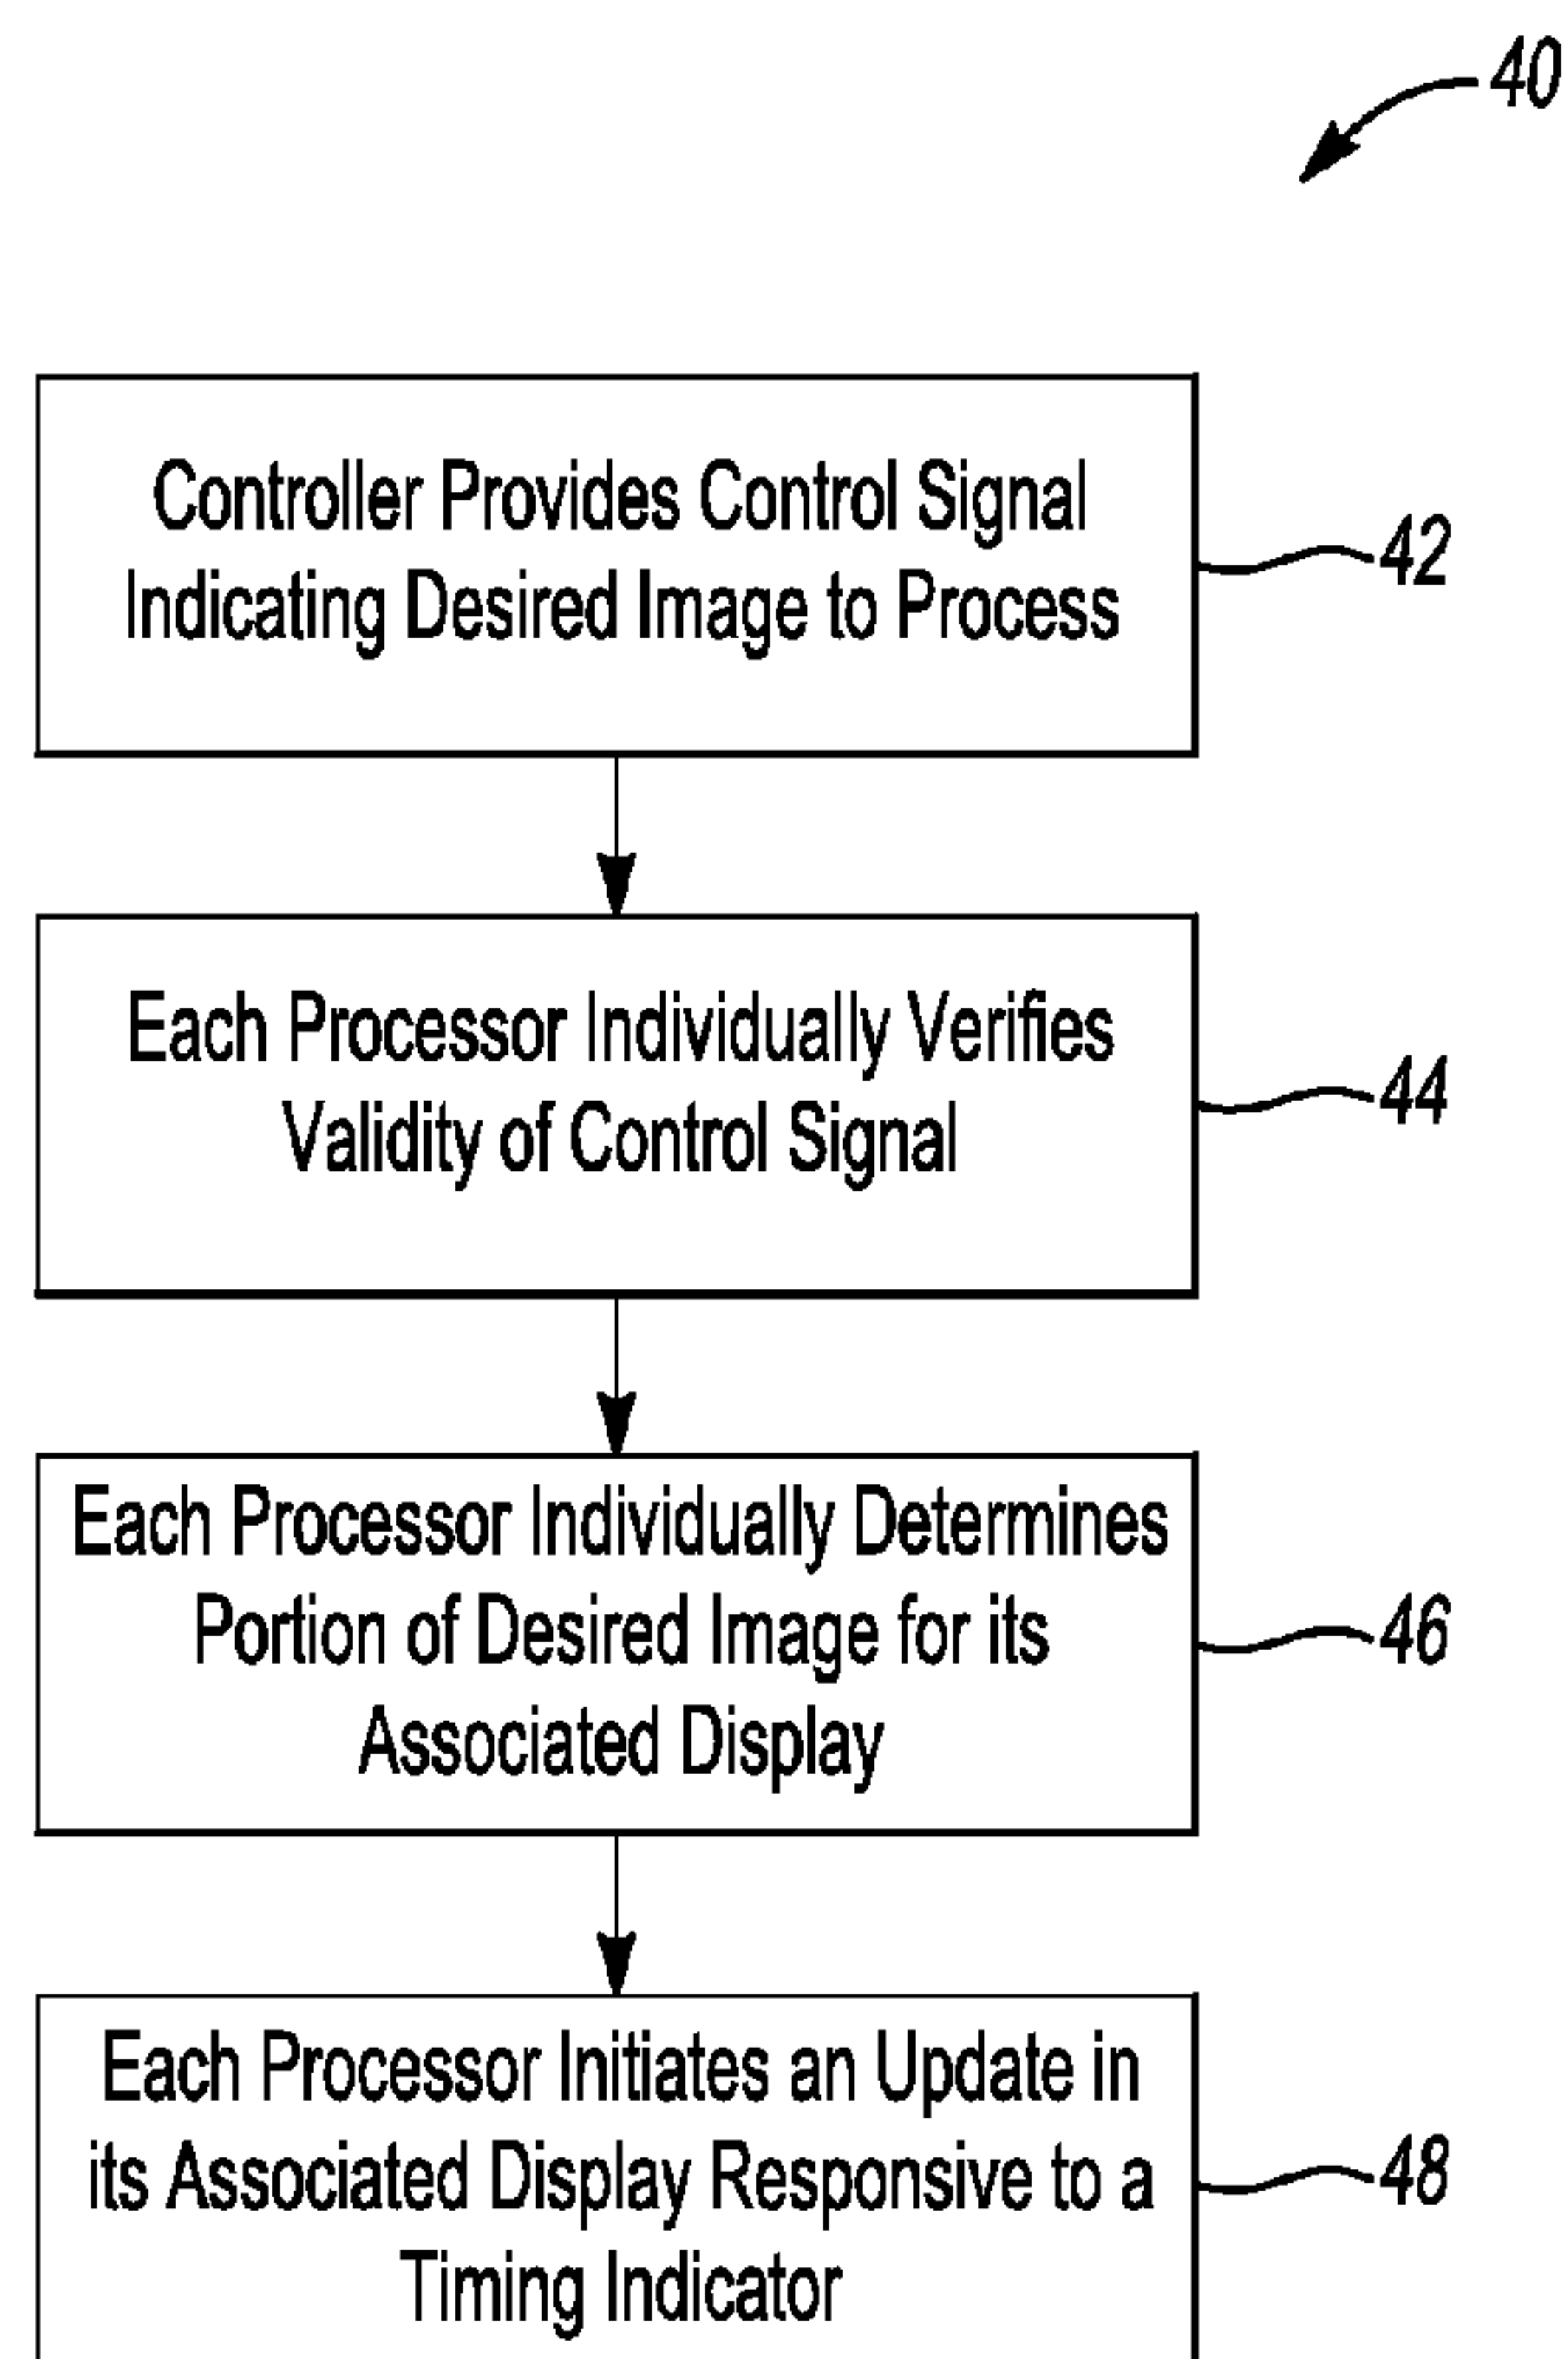 40
Controller Provides Control Signal
Indicating Desired Image to Process
42
Each Processor Individually Verifies
Validity of Control Signal
44
Each Processor Individually Determines
Portion of Desired Image for its
Associated Display
46
Each Processor Initiates an Update in
its Associated Display Responsive to a
Timing Indicator
48